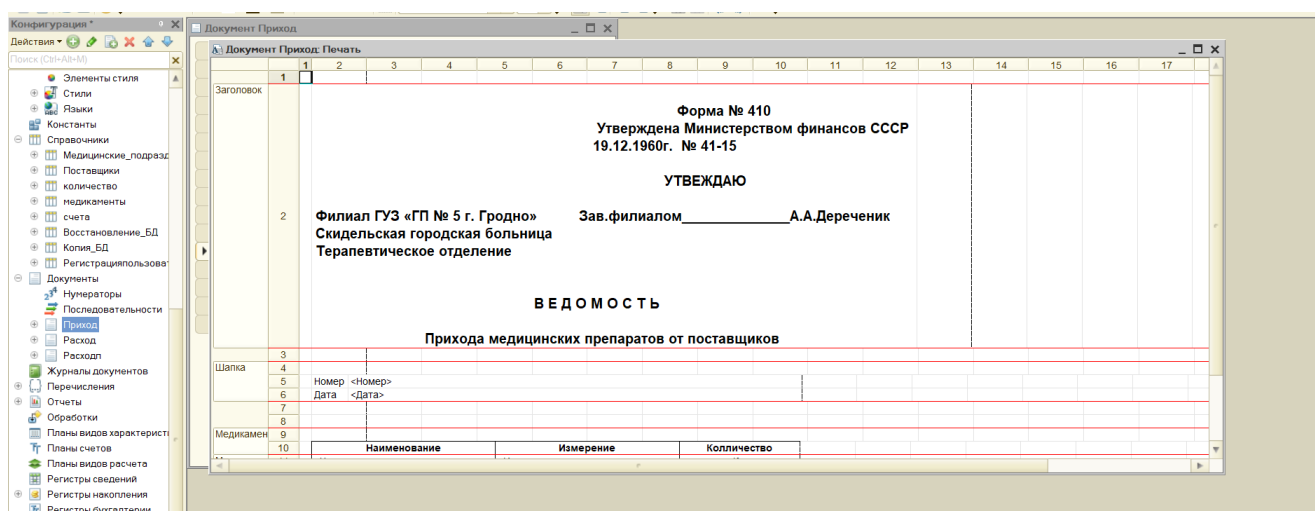 Конфигурация *
Действия
Поиск (Ctrl+Alt+M)
Элементы стиля
Стили
Языки
Константы
Справочники
Медицинские_подразд
Поставщики
количество
медикаменты
счета
Восстановление_БД
Копия_БД
Регистрацияпользоват
Документы
Нумераторы
Последовательности
Приход
Расход
Расходп
Журналы документов
Перечисления
Отчеты
Обработки
Планы видов характеристи
Планы счетов
Планы видов расчета
Регистры сведений
Регистры накопления
Регистры бухгалтерии
Документ Приход
Документ Приход: Печать
1 2 3 4 5 6 7 8 9 10 11 12 13 14 15 16 17
1
Заголовок
Форма № 410
Утверждена Министерством финансов СССР
19.12.1960г. № 41-15
УТВЕЖДАЮ
2 Филиал ГУЗ «ГП № 5 г. Гродно» Зав.филиалом________________А.А.Дереченик
Скидельская городская больница
Терапевтическое отделение
В Е Д О М О С Т Ь
Прихода медицинских препаратов от поставщиков
3
Шапка 4
5 Номер <Номер>
6 Дата <Дата>
7
8
Медикамен 9
10 Наименование Измерение Колличество